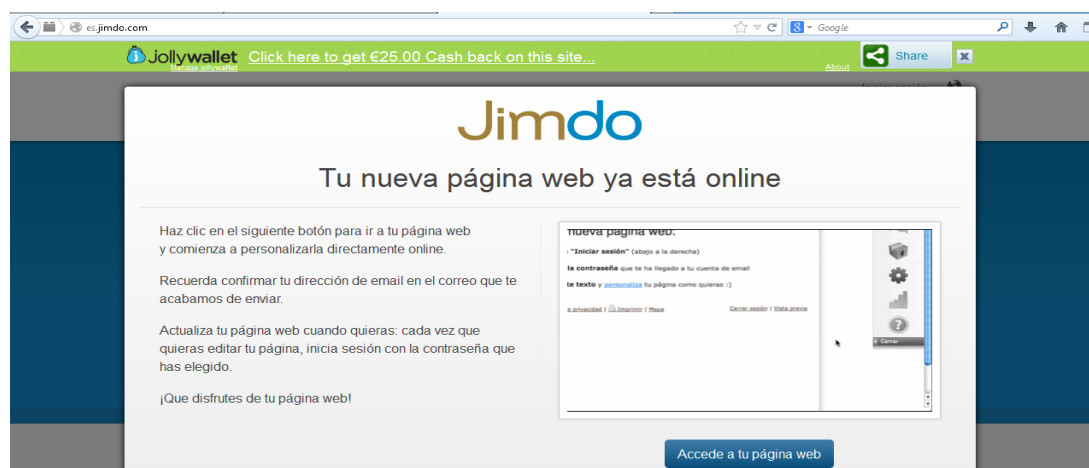 es.jimdo.com
Google
Jollywallet
Click here to get €25.00 Cash back on this site...
Manage jollywallet
About
Share
Jimdo
Tu nueva página web ya está online
Haz clic en el siguiente botón para ir a tu página web
y comienza a personalizarla directamente online.
Recuerda confirmar tu dirección de email en el correo que te
acabamos de enviar.
Actualiza tu página web cuando quieras: cada vez que
quieras editar tu página, inicia sesión con la contraseña que
has elegido.
¡Que disfrutes de tu página web!
nueva pagina web:
"Iniciar sesión" (abajo a la derecha)
la contraseña que te ha llegado a tu cuenta de email
te texto y personaliza tu página como quieras :)
e privacidad | Imprimir | Mapa
Cerrar sesión | Vista previa
Cerrar
Accede a tu página web